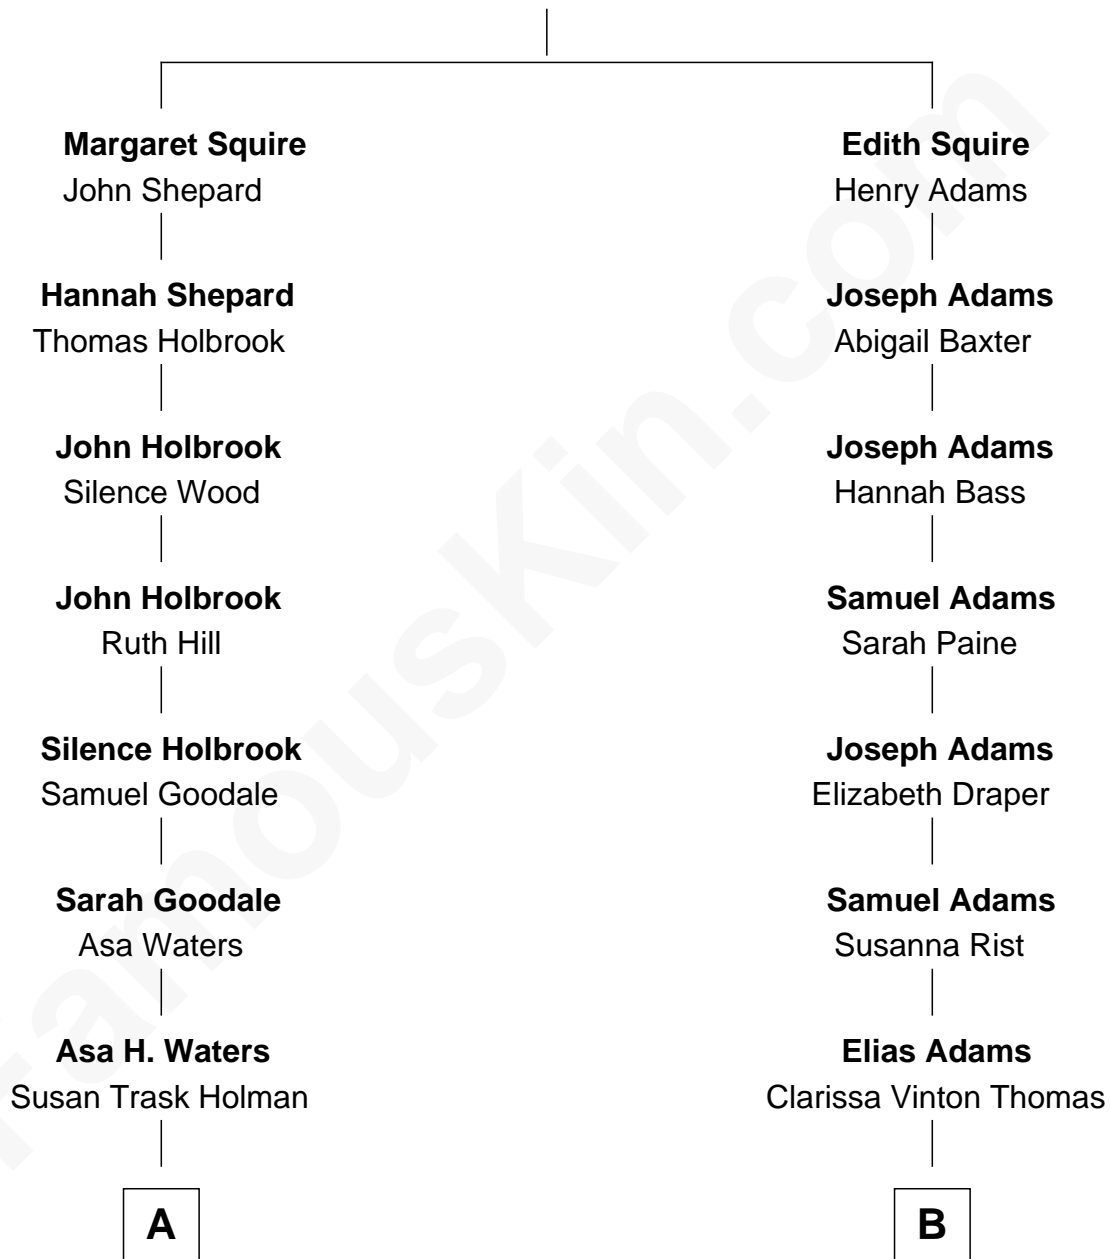 Margaret Squire
John Shepard
Hannah Shepard
Thomas Holbrook
John Holbrook
Silence Wood
John Holbrook
Ruth Hill
Silence Holbrook
Samuel Goodale
Sarah Goodale
Asa Waters
Asa H. Waters
Susan Trask Holman
A
Edith Squire
Henry Adams
Joseph Adams
Abigail Baxter
Joseph Adams
Hannah Bass
Samuel Adams
Sarah Paine
Joseph Adams
Elizabeth Draper
Samuel Adams
Susanna Rist
Elias Adams
Clarissa Vinton Thomas
B
FamousKin.com